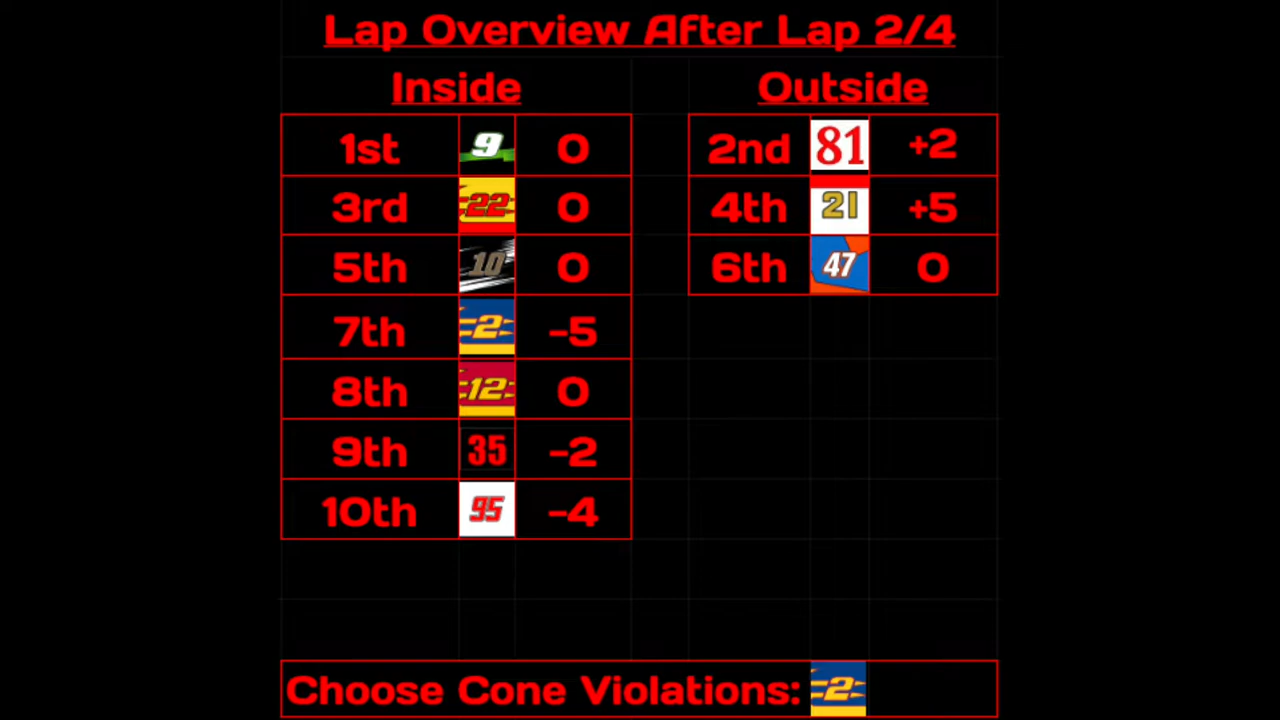 Lap Overview After Lap 2/4
Inside Outside
1st 9 0 2nd 81 +2
3rd 22 0 4th 21 +5
5th 10 0 6th 47 0
7th 2 -5
8th 12 0
9th 35 -2
10th 95 -4
Choose Cone Violations: 2